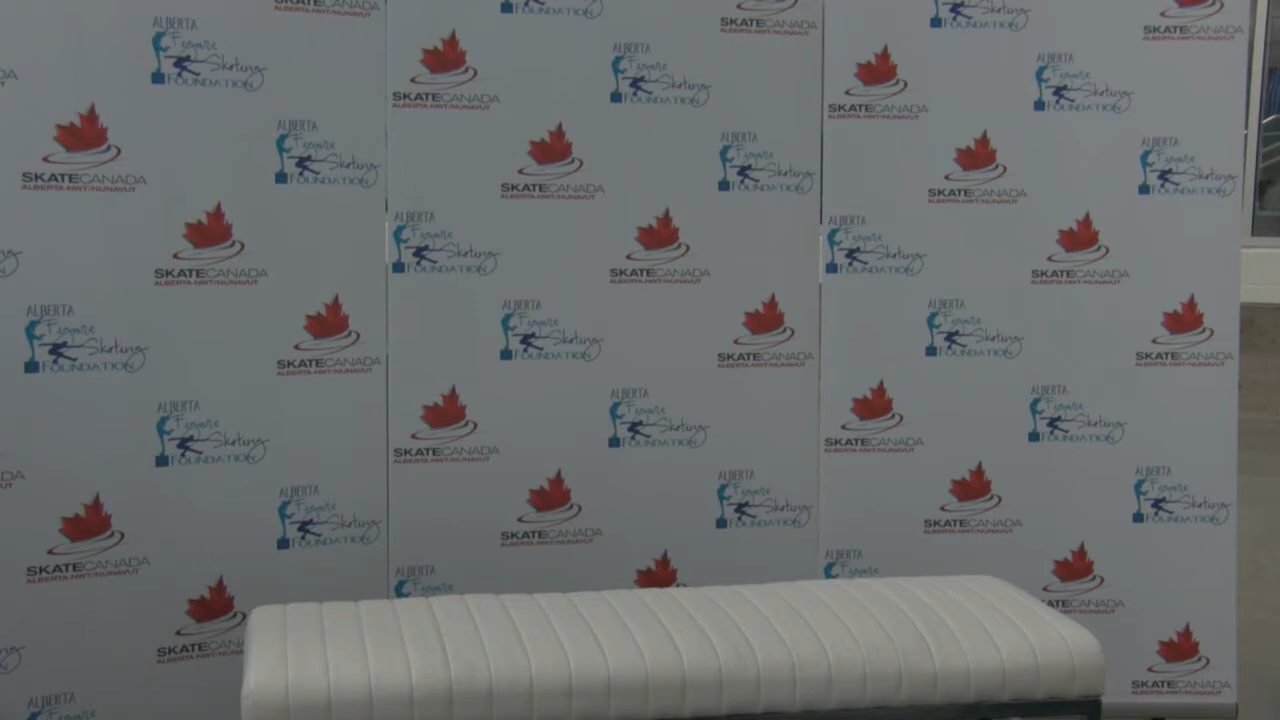 SKATECANADA
ALBERTA-NWT/NUNAVUT
ALBERTA
Figure
Skating
FOUNDATION